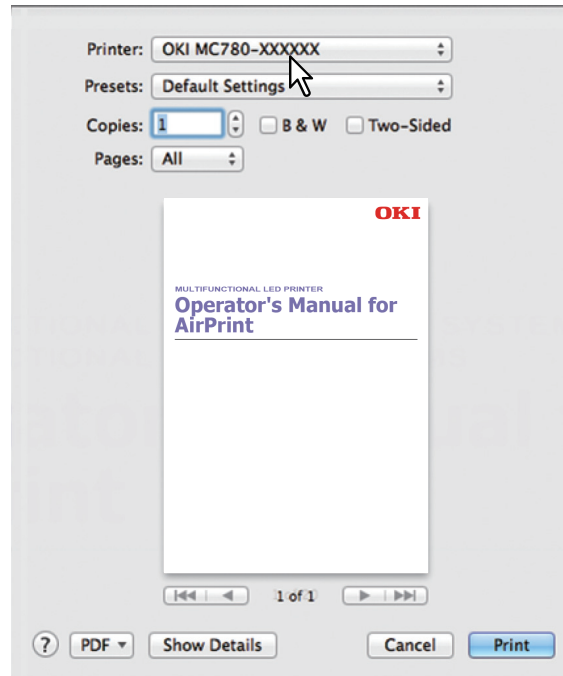 Printer: OKI MC780-XXXXXX
Presets: Default Settings
Copies: 1 B & W Two-Sided
Pages: All
OKI
MULTIFUNCTIONAL LED PRINTER
Operator's Manual for
AirPrint
1 of 1
? PDF Show Details Cancel Print